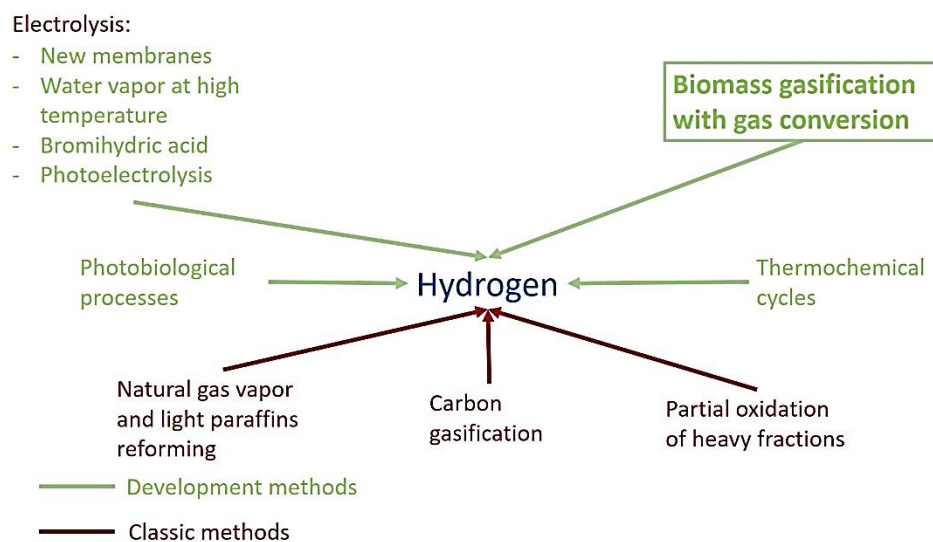 Electrolysis:
- New membranes
- Water vapor at high
temperature
- Bromihydric acid
- Photoelectrolysis
Biomass gasification
with gas conversion
Photobiological
processes
Hydrogen
Thermochemical
cycles
Natural gas vapor
and light paraffins
reforming
Carbon
gasification
Partial oxidation
of heavy fractions
Development methods
Classic methods